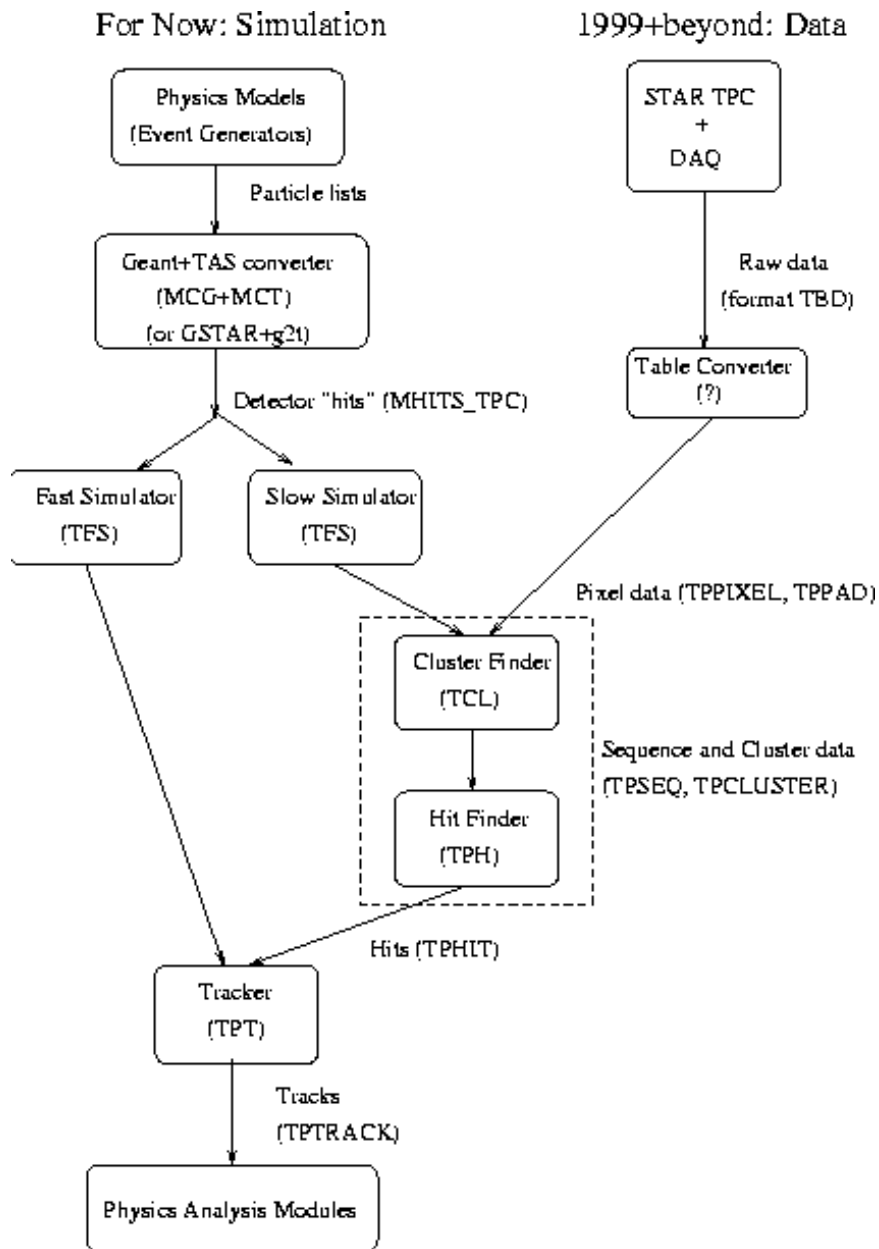 For Now: Simulation
1999+beyond: Data
Physics Models
(Event Generators)
STAR TPC
+
DAQ
Particle lists
Geant+TAS converter
(MCG+MCT)
(or GSTAR+g2t)
Raw data
(format TBD)
Table Converter
(?)
Detector "hits" (MHITS_TPC)
Fast Simulator
(TFS)
Slow Simulator
(TFS)
Pixel data (TPPIXEL, TPPAD)
Cluster Finder
(TCL)
Sequence and Cluster data
(TPSEQ, TPCLUSTER)
Hit Finder
(TPH)
Hits (TPHIT)
Tracker
(TPT)
Tracks
(TPTRACK)
Physics Analysis Modules